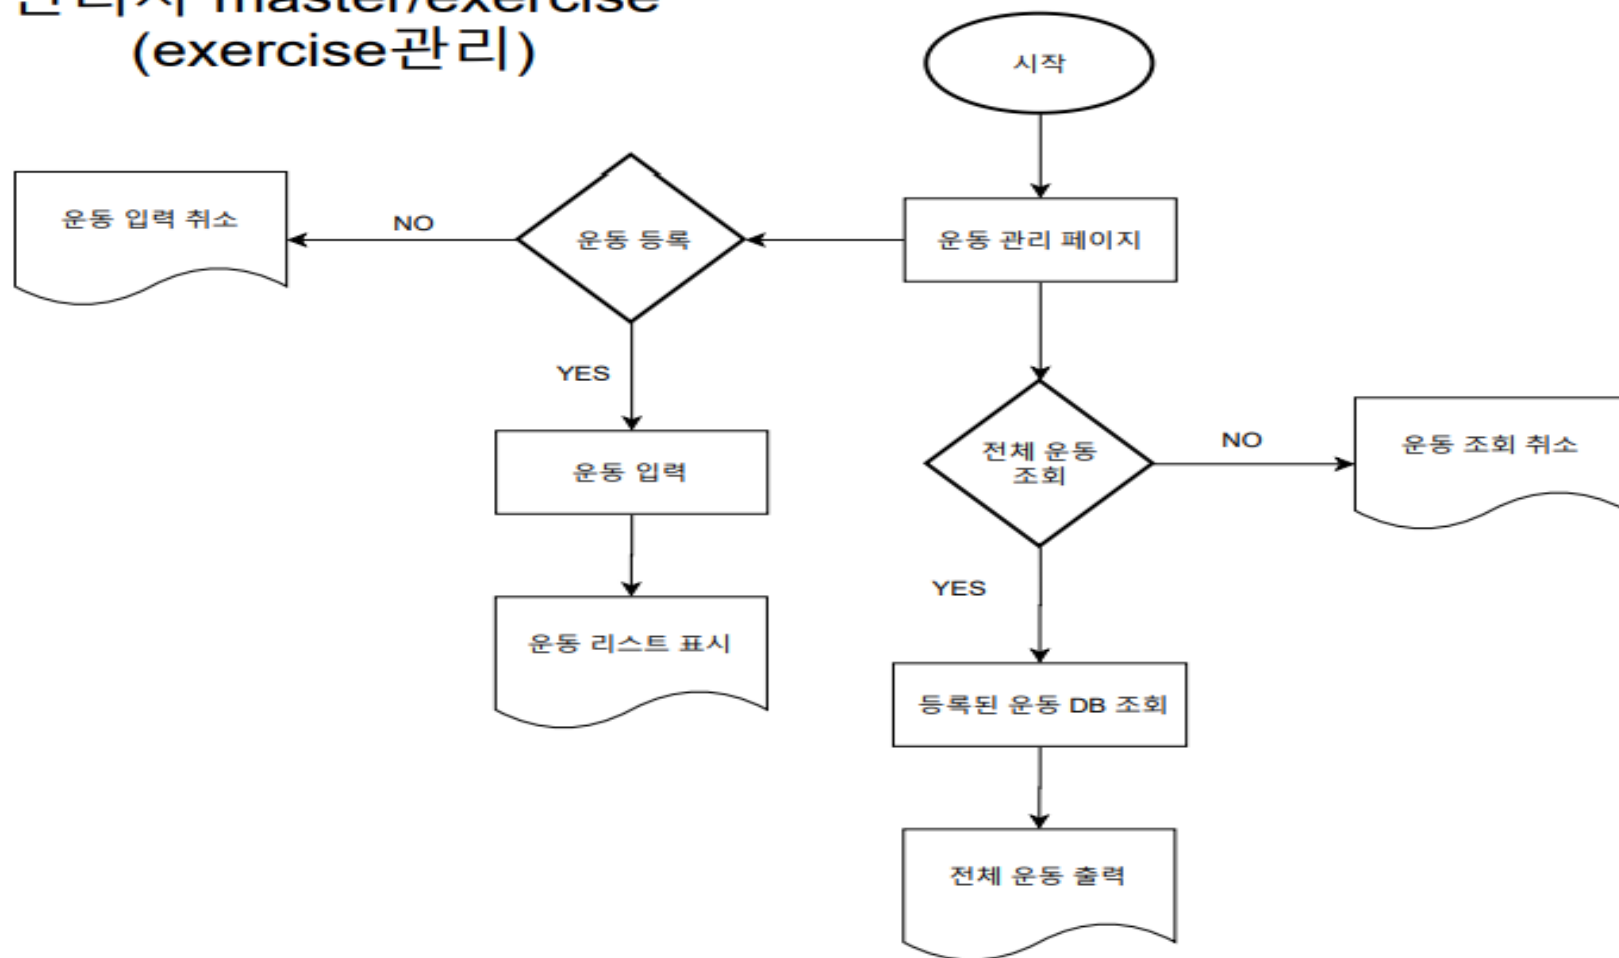 master/exercise
(exercise관리)
시작
운동 입력 취소
NO
운동 등록
운동 관리 페이지
YES
전체 운동
조회
NO
운동 조회 취소
운동 입력
YES
운동 리스트 표시
등록된 운동 DB 조회
전체 운동 출력